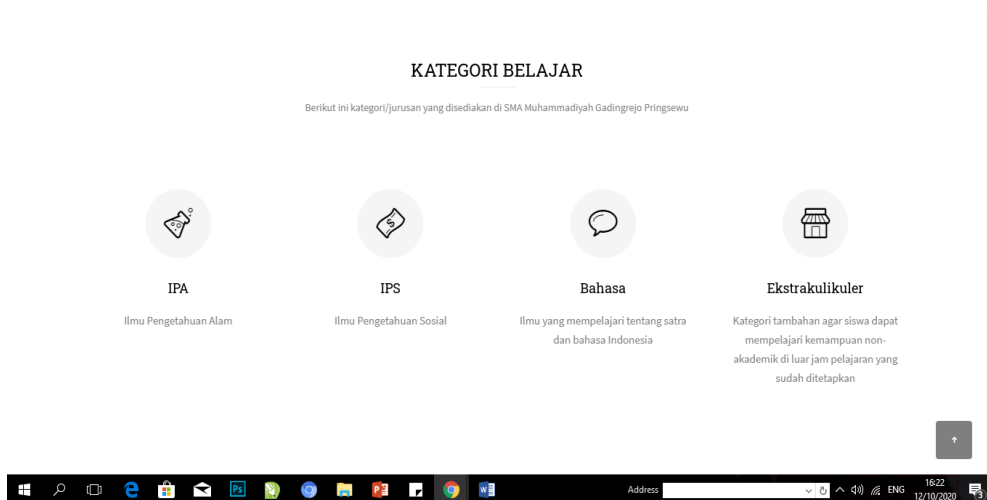 KATEGORI BELAJAR
Berikut ini kategori/jurusan yang disediakan di SMA Muhammadiyah Gadingrejo Pringsewu
IPA
Ilmu Pengetahuan Alam
IPS
Ilmu Pengetahuan Sosial
Bahasa
Ilmu yang mempelajari tentang satra
dan bahasa Indonesia
Ekstrakulikuler
Kategori tambahan agar siswa dapat
mempelajari kemampuan non-
akademik di luar jam pelajaran yang
sudah ditetapkan
Address
ENG
16:22
12/10/2020
3